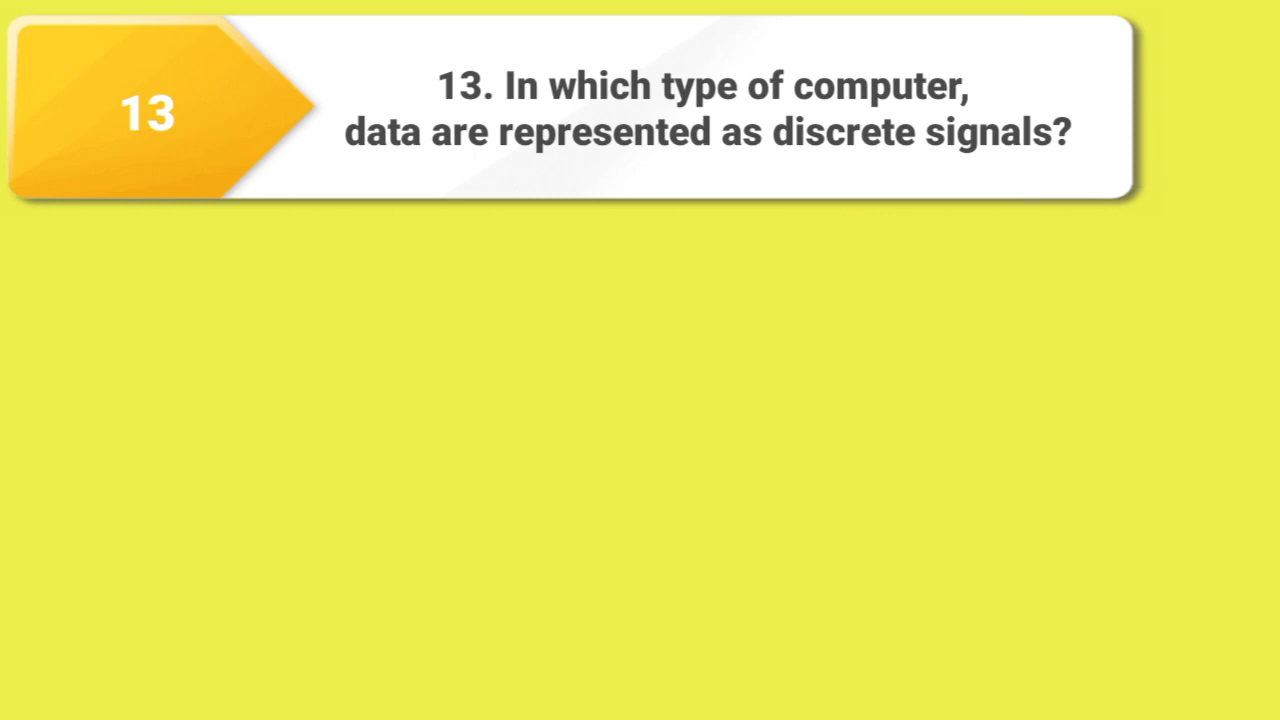 13
13. In which type of computer,
data are represented as discrete signals?